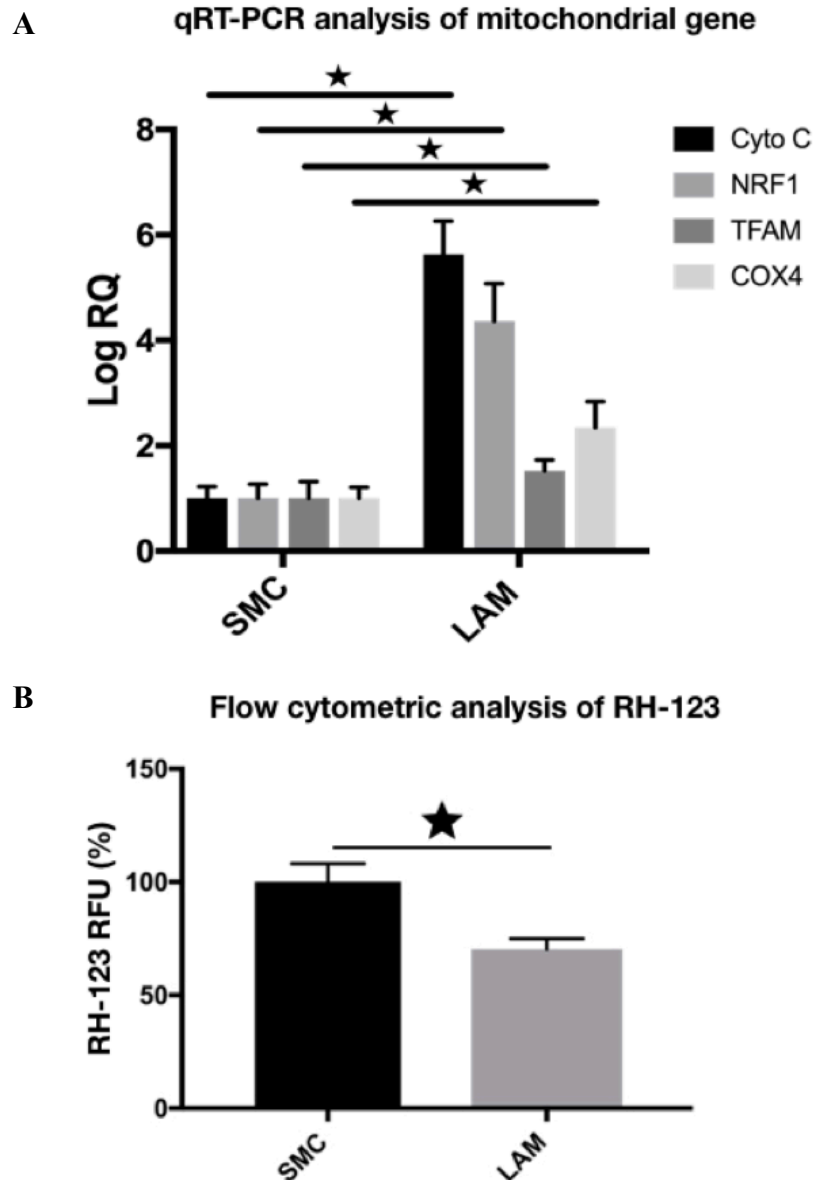 A
qRT-PCR analysis of mitochondrial gene
8
6
4
2
0
Log RQ
SMC
LAM
Cyto C
NRF1
TFAM
COX4
B
Flow cytometric analysis of RH-123
150
100
50
0
RH-123 RFU (%)
SMC
LAM